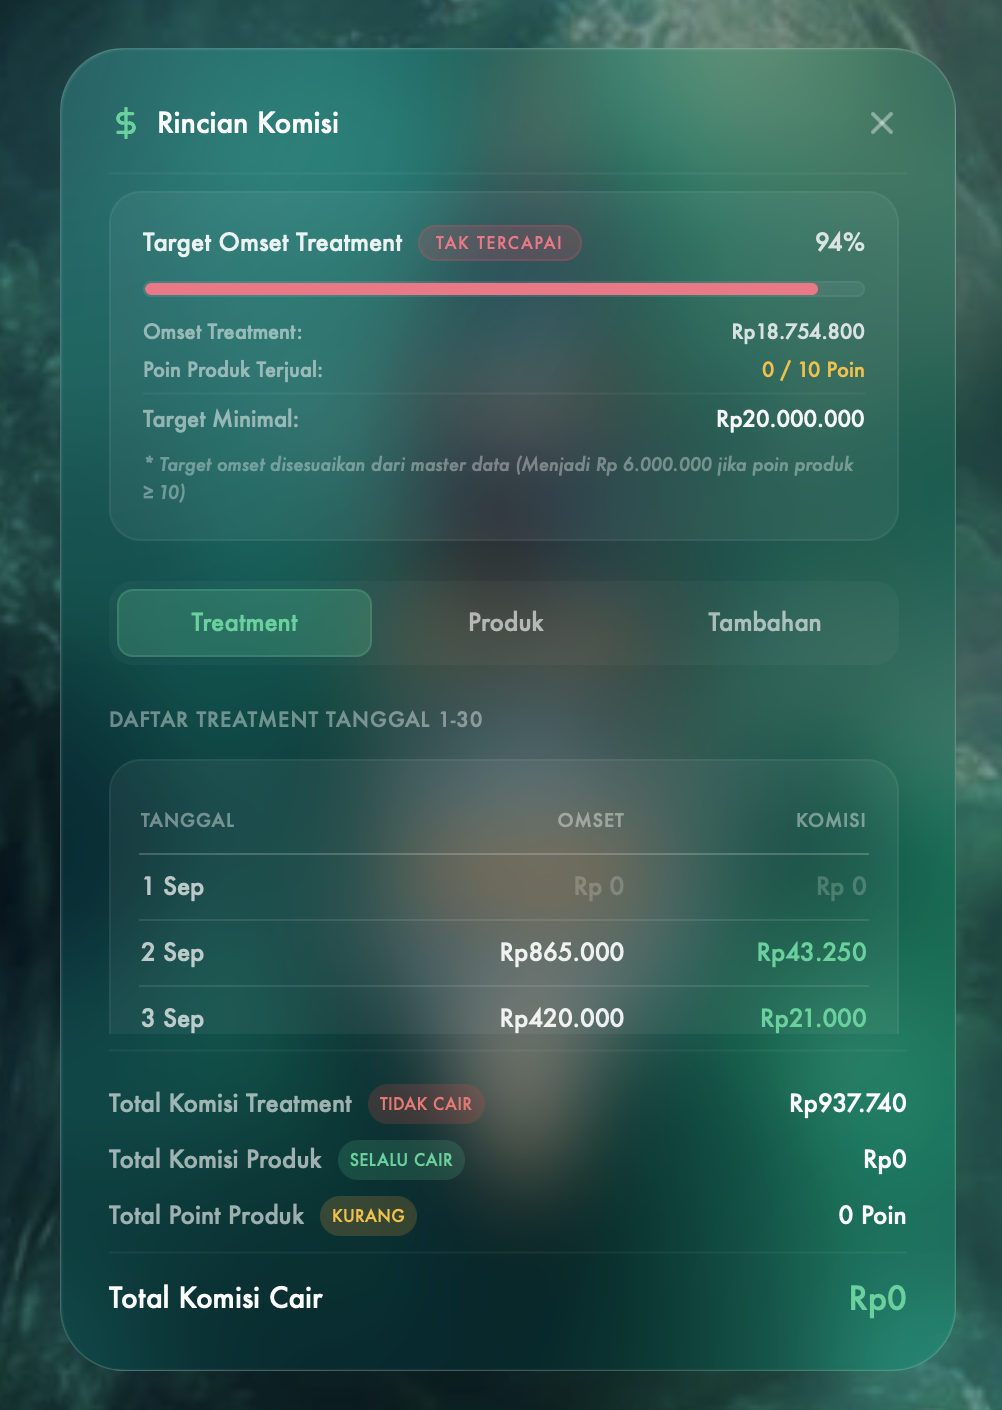 $ Rincian Komisi
Target Omset Treatment TAK TERCAPAI 94%
Omset Treatment: Rp18.754.800
Poin Produk Terjual: 0 / 10 Poin
Target Minimal: Rp20.000.000
* Target omset disesuaikan dari master data (Menjadi Rp 6.000.000 jika poin produk
≥ 10)
Treatment Produk Tambahan
DAFTAR TREATMENT TANGGAL 1-30
TANGGAL OMSET KOMISI
1 Sep Rp 0 Rp 0
2 Sep Rp865.000 Rp43.250
3 Sep Rp420.000 Rp21.000
Total Komisi Treatment TIDAK CAIR Rp937.740
Total Komisi Produk SELALU CAIR Rp0
Total Point Produk KURANG 0 Poin
Total Komisi Cair Rp0